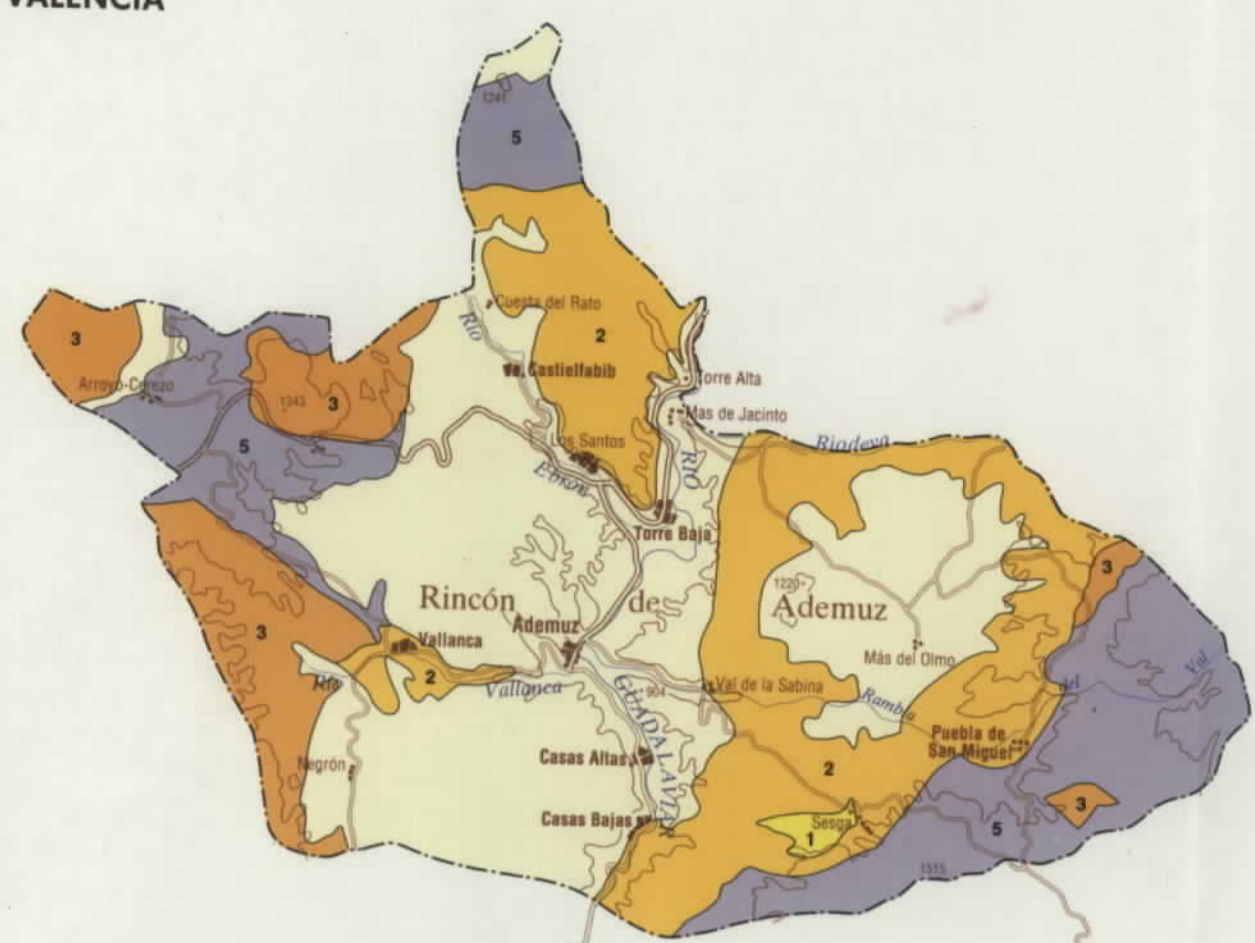 VALENCIA
1241
5
Cuesta del Rato
Río
2
3
Castielfabib
Torre Alta
Arroyo-Cerezo
1343
3
Mas de Jacinto
5
Los Santos
Riodeva
Ebrón
RÍO
Torre Baja
3
1220
Rincón de Ademuz
3
Ademuz
Vallanca
Más del Olmo
2
Río
Vallanca
904
Val de la Sabina
del
Val
GUADALAVIAR
Rambla
Puebla de
San Miguel
Negrón
Casas Altas
2
3
Casas Bajas
Sesga
1
5
1515